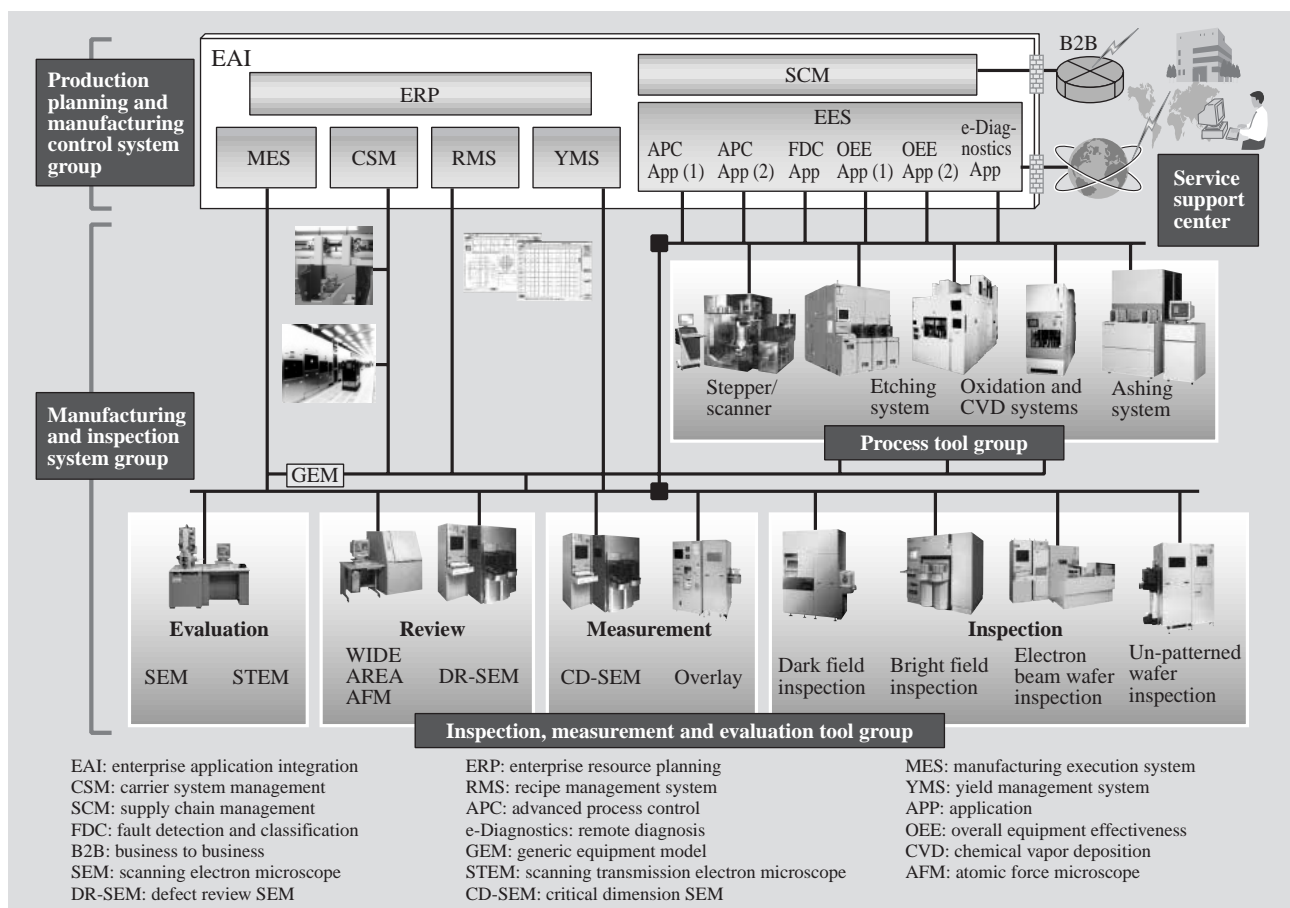 EAI
ERP
MES
CSM
RMS
YMS
SCM
EES
APC
App (1)
APC
App (2)
FDC
App
OEE
App (1)
OEE
App (2)
e-Diag-
nostics
App
B2B
Production
planning and
manufacturing
control system
group
Service
support
center
Manufacturing
and inspection
system group
Stepper/
scanner
Etching
system
Oxidation and
CVD systems
Ashing
system
Process tool group
GEM
Evaluation
SEM
STEM
Review
WIDE
AREA
AFM
DR-SEM
Measurement
CD-SEM
Overlay
Inspection
Dark field
inspection
Bright field
inspection
Electron
beam wafer
inspection
Un-patterned
wafer
inspection
Inspection, measurement and evaluation tool group
EAI: enterprise application integration
CSM: carrier system management
SCM: supply chain management
FDC: fault detection and classification
B2B: business to business
SEM: scanning electron microscope
DR-SEM: defect review SEM
ERP: enterprise resource planning
RMS: recipe management system
APC: advanced process control
e-Diagnostics: remote diagnosis
GEM: generic equipment model
STEM: scanning transmission electron microscope
CD-SEM: critical dimension SEM
MES: manufacturing execution system
YMS: yield management system
APP: application
OEE: overall equipment effectiveness
CVD: chemical vapor deposition
AFM: atomic force microscope